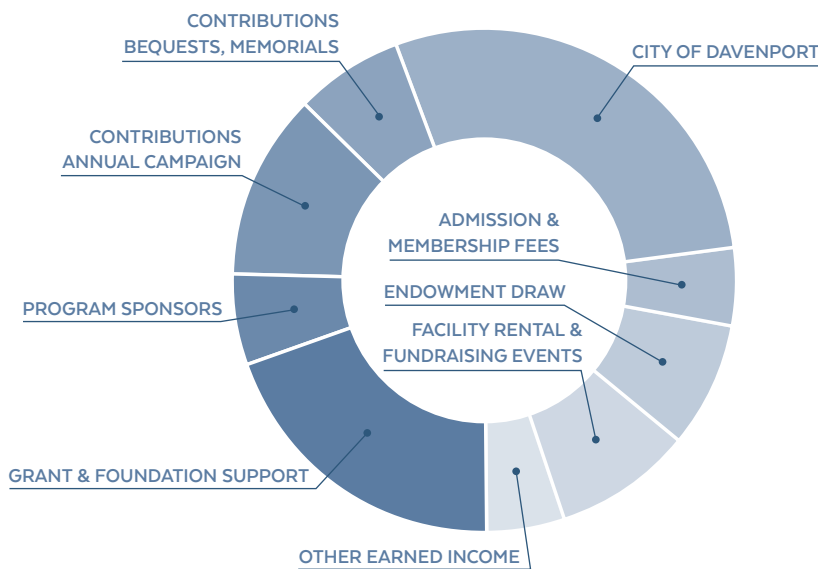 CONTRIBUTIONS
BEQUESTS, MEMORIALS
CITY OF DAVENPORT
CONTRIBUTIONS
ANNUAL CAMPAIGN
ADMISSION &
MEMBERSHIP FEES
ENDOWMENT DRAW
PROGRAM SPONSORS
FACILITY RENTAL &
FUNDRAISING EVENTS
GRANT & FOUNDATION SUPPORT
OTHER EARNED INCOME